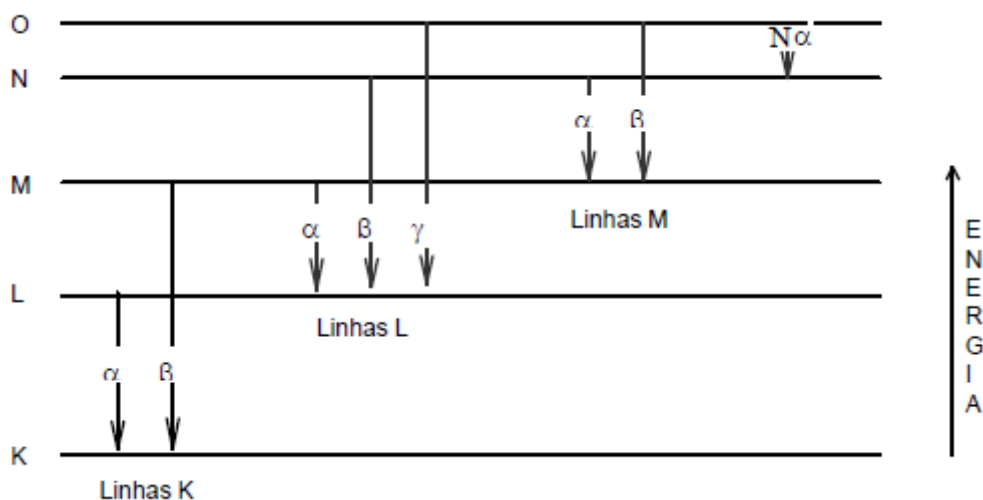 O
Nα
N
α β
M
Linhas M
α β γ
L
Linhas L
α β
K
Linhas K
E
N
E
R
G
I
A